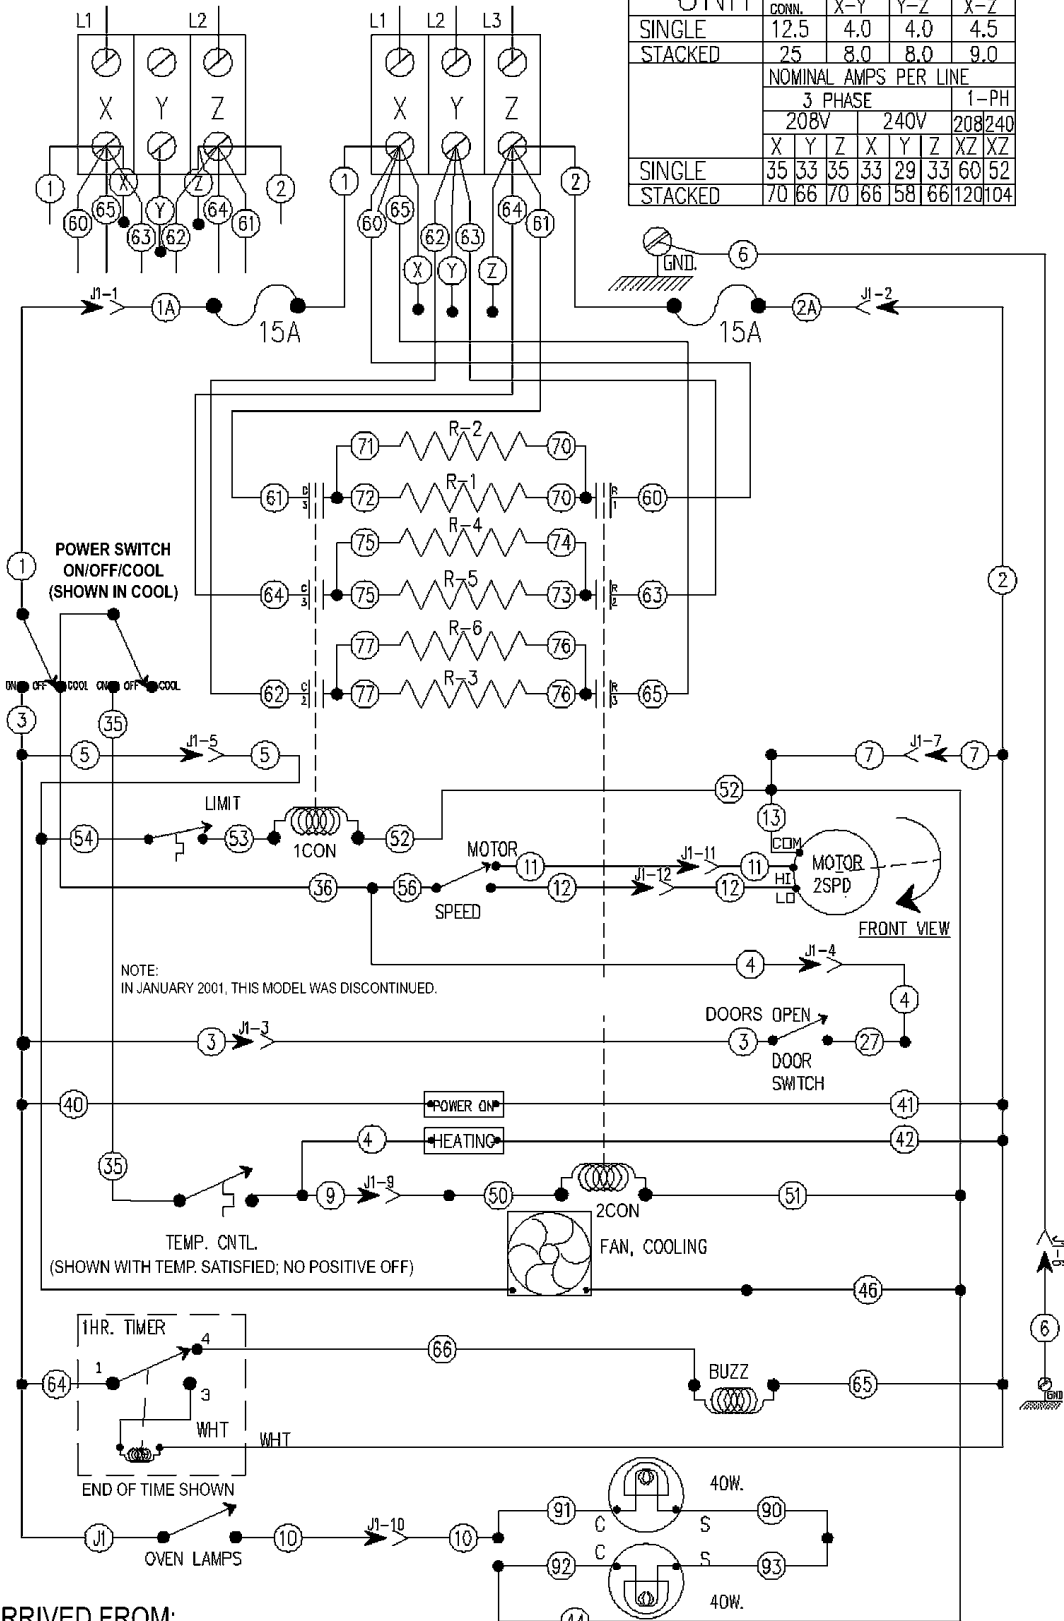 L1 L2 L1 L2 L3
X Y Z X Y Z
1 60 65 X 63 Y 62 Z 64 61 2
1 60 65 X 62 Y 63 Z 64 61 2
UNIT CONN. X-Y Y-Z X-Z
SINGLE 12.5 4.0 4.0 4.5
STACKED 25 8.0 8.0 9.0
NOMINAL AMPS PER LINE
3 PHASE 1-PH
208V 240V 208 240
X Y Z X Y Z XZ XZ
SINGLE 35 33 35 33 29 33 60 52
STACKED 70 66 70 66 58 66 120 104
GND. 6
J1-1 1A 15A 15A 2A J1-2
71 R-2 70
61 C 3 72 R-1 70 R 1 60
75 R-4 74
64 C 3 75 R-5 73 R 2 63
77 R-6 76
62 C 2 77 R-3 76 R 3 65
POWER SWITCH
ON/OFF/COOL
(SHOWN IN COOL)
1 2
ON OFF COOL ON OFF COOL
3 35
5 J1-5 5 7 J1-7 7
52
LIMIT
54 53 1CON 52 13
COM
MOTOR 11 J1-11 11 HI MOTOR
2SPD
36 56 SPEED 12 J1-12 12 LO
FRONT VIEW
4 J1-4
4
NOTE:
IN JANUARY 2001, THIS MODEL WAS DISCONTINUED.
DOORS OPEN
3 J1-3 3 27
DOOR
SWITCH
40 POWER ON 41
4 HEATING 42
35 9 J1-9 50 2CON 51
TEMP. CNTL.
(SHOWN WITH TEMP. SATISFIED; NO POSITIVE OFF)
FAN, COOLING
46
J1-6
6
GND
1HR. TIMER
4 66
64 1 3 BUZZ 65
WHT WHT
END OF TIME SHOWN
J1 OVEN LAMPS 10 J1-10 10
91 C S 90 40W.
92 C S 93 40W.
44
RRIVED FROM: